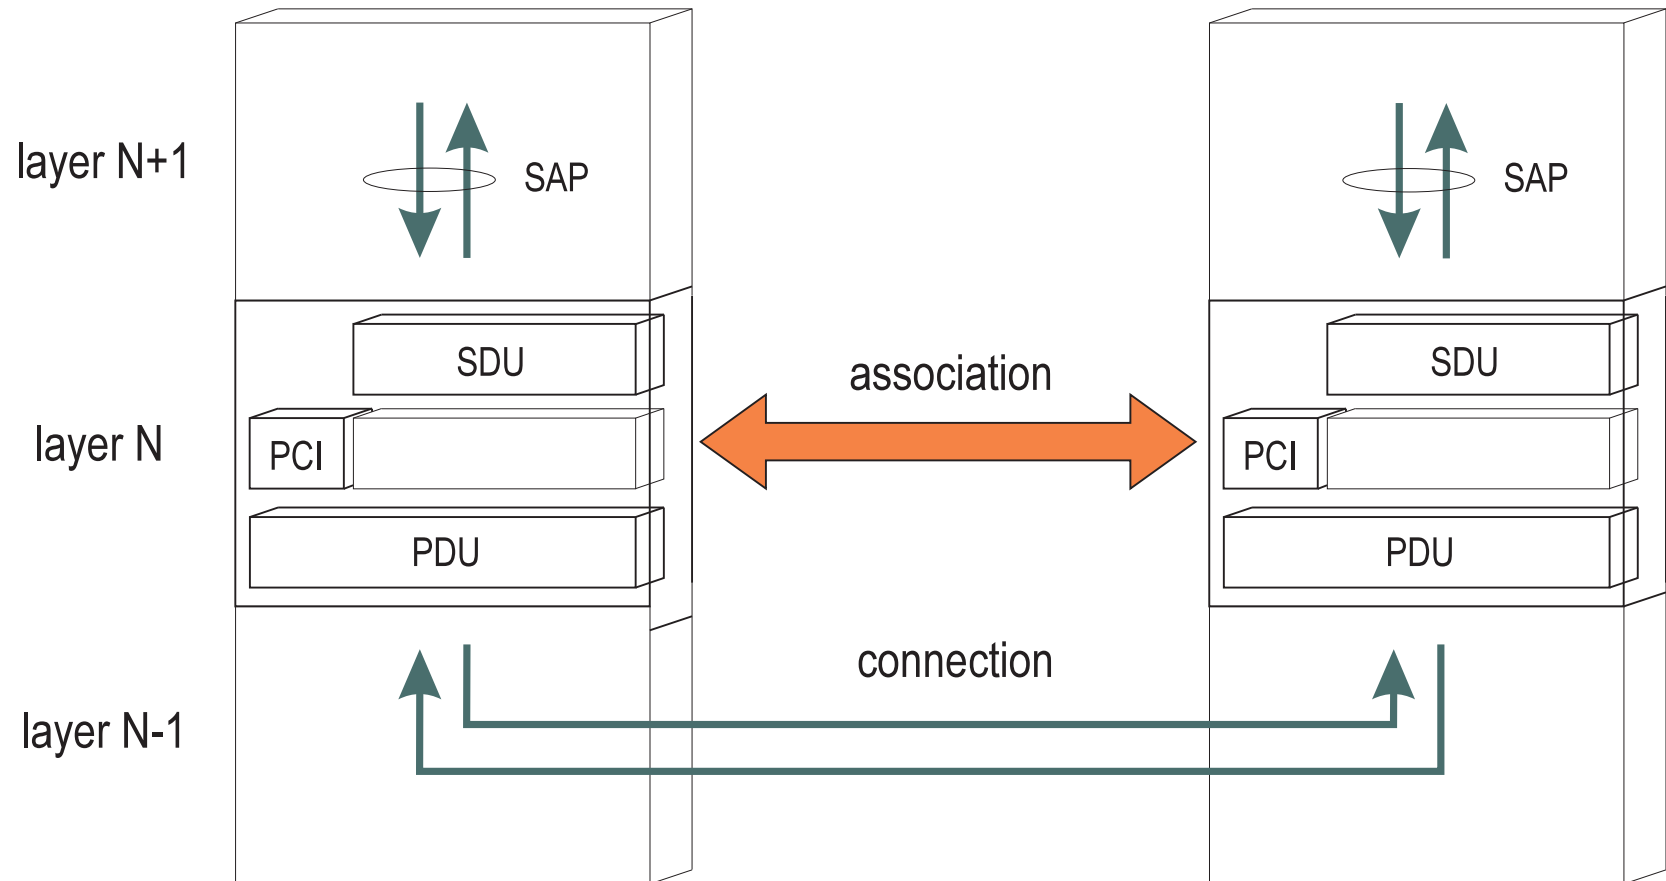 layer N+1
SAP
SAP
SDU
SDU
association
layer N
PCI
PCI
PDU
PDU
connection
layer N-1